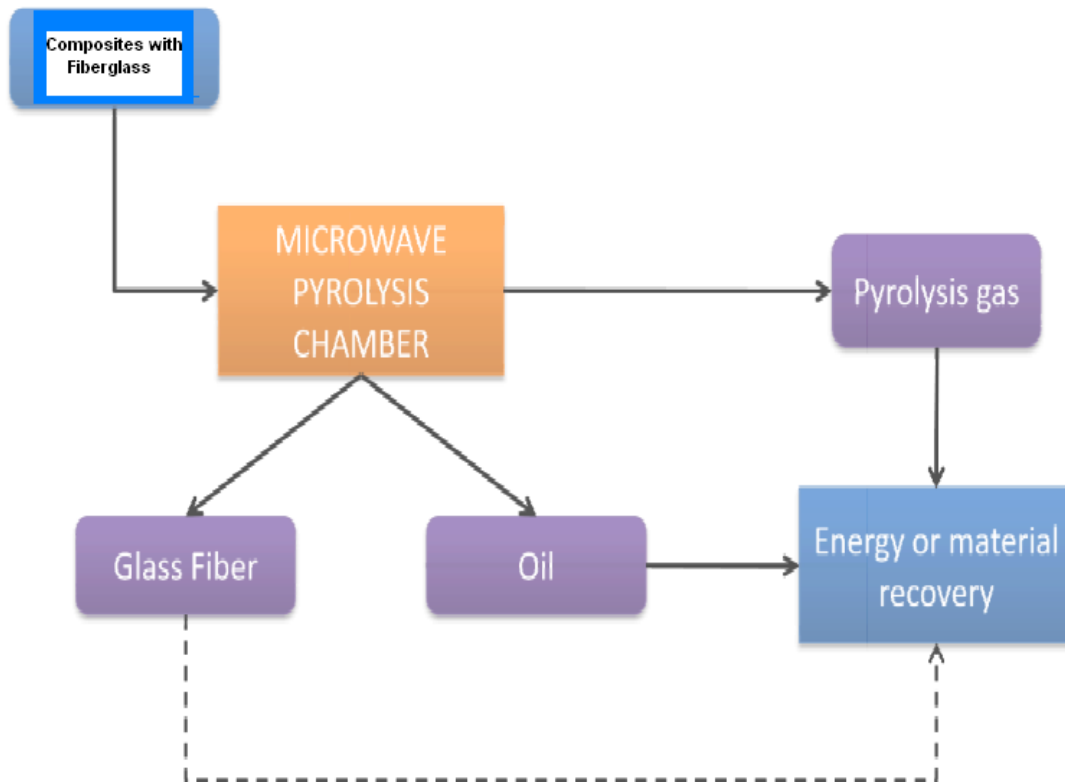 Composites with
Fiberglass
MICROWAVE
PYROLYSIS
CHAMBER
Pyrolysis gas
Glass Fiber
Oil
Energy or material
recovery